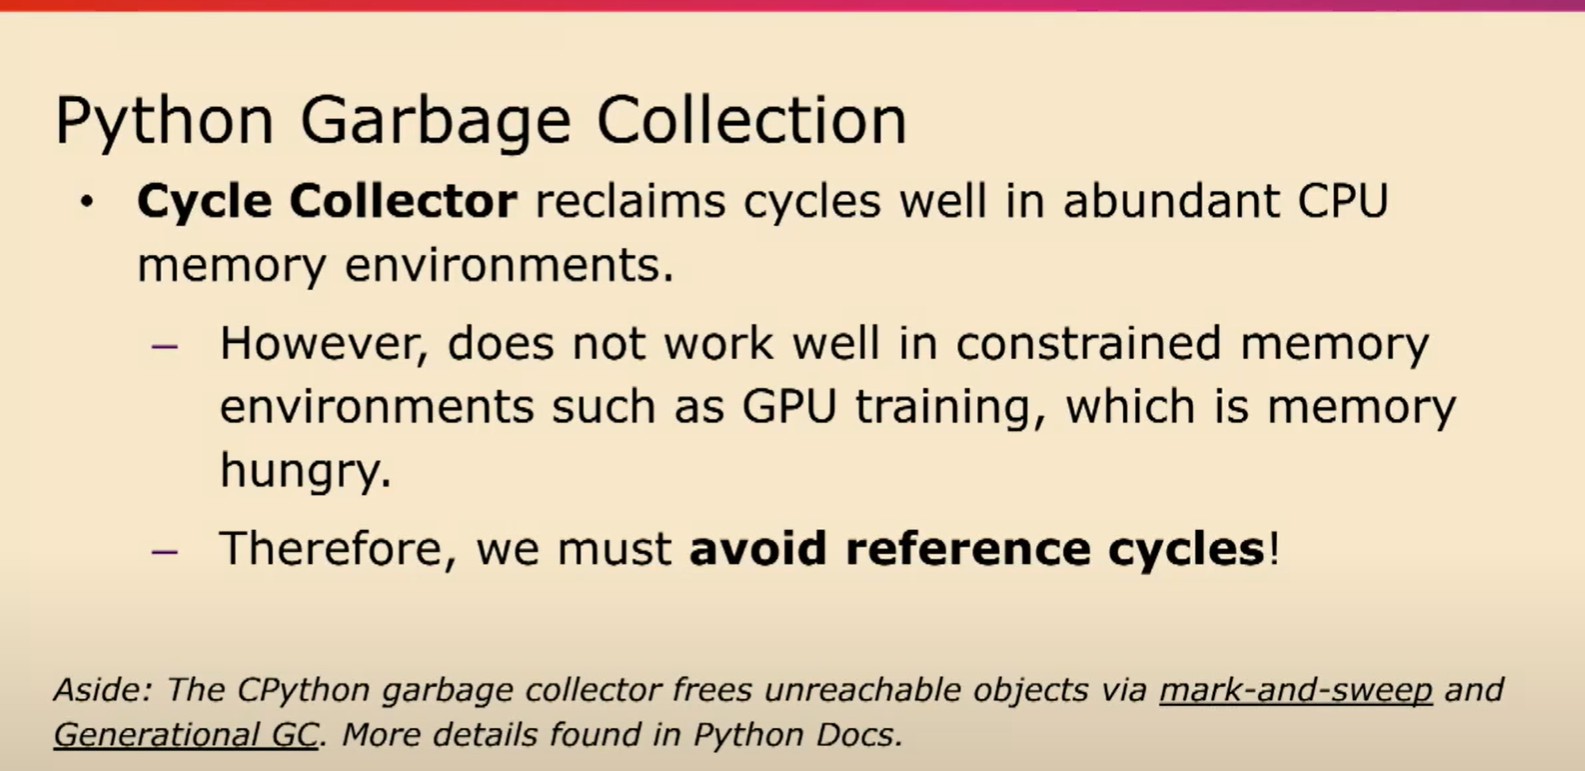 Python Garbage Collection
• Cycle Collector reclaims cycles well in abundant CPU
memory environments.
– However, does not work well in constrained memory
environments such as GPU training, which is memory
hungry.
– Therefore, we must avoid reference cycles!
Aside: The CPython garbage collector frees unreachable objects via mark-and-sweep and
Generational GC. More details found in Python Docs.